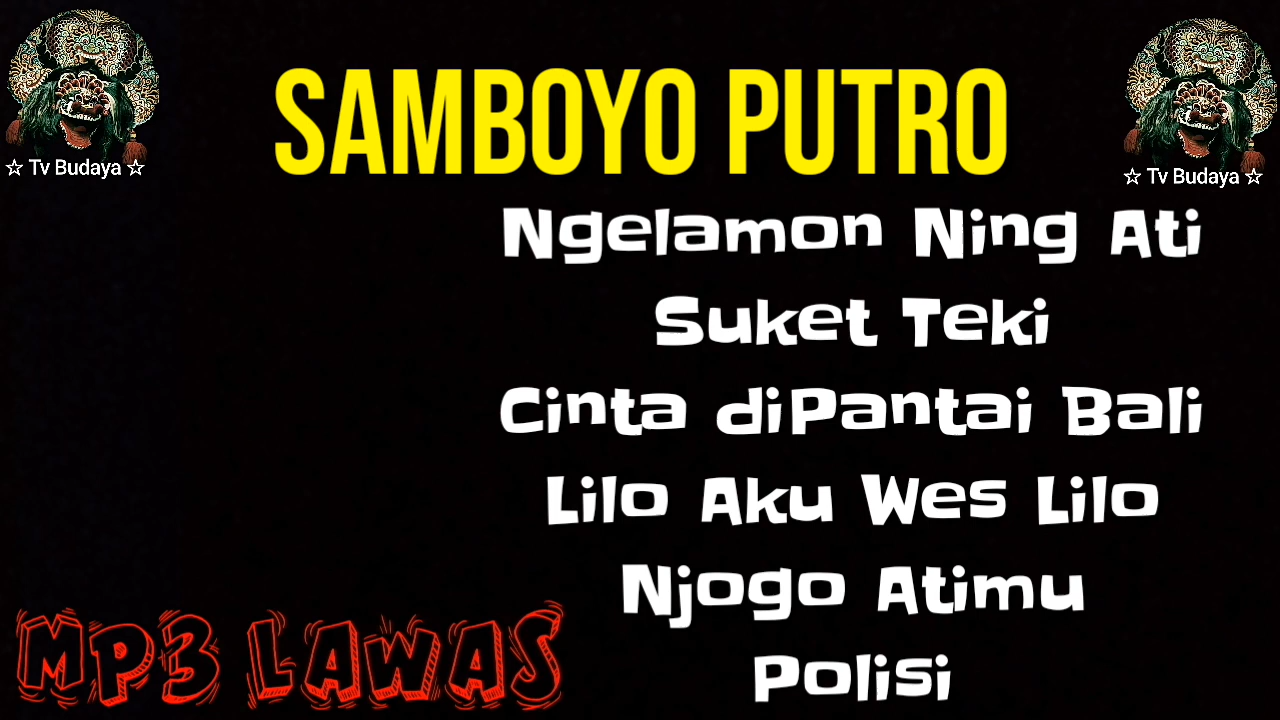 SAMBOYO PUTRO
☆ Tv Budaya ☆
☆ Tv Budaya ☆
Ngelamon Ning Ati
Suket Teki
Cinta diPantai Bali
Lilo Aku Wes Lilo
Njogo Atimu
Polisi
MP3 LAWAS